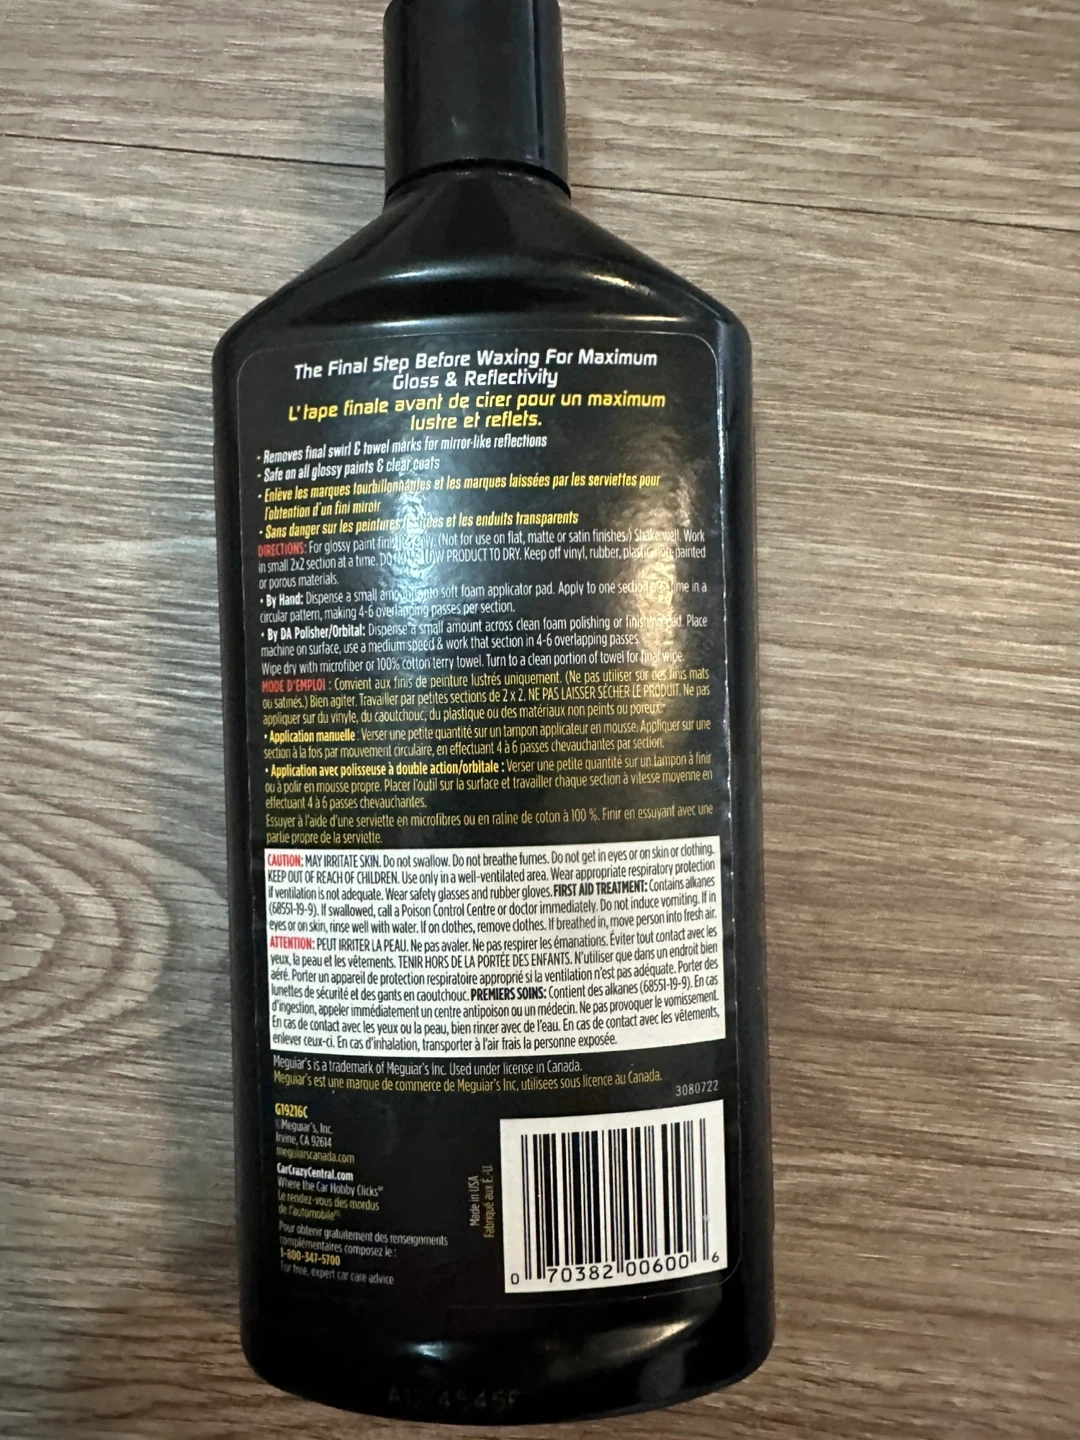 The Final Step Before Waxing For Maximum
Gloss & Reflectivity
L' tape finale avant de cirer pour un maximum
lustre et reflets.
• Removes final swirl & towel marks for mirror-like reflections
• Safe on all glossy paints & clear coats
• Enlève les marques tourbillonnantes et les marques laissées par les serviettes pour
l'obtention d'un fini miroir
• Sans danger sur les peintures et les enduits transparents
DIRECTIONS: For glossy paint finishes only. (Not for use on flat, matte or satin finishes.) Shake well. Work
in small 2x2 section at a time. DO NOT ALLOW PRODUCT TO DRY. Keep off vinyl, rubber, plastic, non-painted
or porous materials.
• By Hand: Dispense a small amount onto soft foam applicator pad. Apply to one section at a time in a
circular pattern, making 4-6 overlapping passes per section.
• By DA Polisher/Orbital: Dispense a small amount across clean foam polishing or finishing pad. Place
machine on surface, use a medium speed & work that section in 4-6 overlapping passes.
Wipe dry with microfiber or 100% cotton terry towel. Turn to a clean portion of towel for final wipe.
MODE D'EMPLOI : Convient aux finis de peinture lustrés uniquement. (Ne pas utiliser sur des finis mats
ou satinés.) Bien agiter. Travailler par petites sections de 2 x 2. NE PAS LAISSER SÉCHER LE PRODUIT. Ne pas
appliquer sur du vinyle, du caoutchouc, du plastique ou des matériaux non peints ou poreux.
• Application manuelle : Verser une petite quantité sur un tampon applicateur en mousse. Appliquer sur une
section à la fois par mouvement circulaire, en effectuant 4 à 6 passes chevauchantes par section.
• Application avec polisseuse à double action/orbitale : Verser une petite quantité sur un tampon à finir
ou à polir en mousse propre. Placer l'outil sur la surface et travailler chaque section à vitesse moyenne en
effectuant 4 à 6 passes chevauchantes.
Essuyer à l'aide d'une serviette en microfibres ou en ratine de coton à 100 %. Finir en essuyant avec une
partie propre de la serviette.
CAUTION: MAY IRRITATE SKIN. Do not swallow. Do not breathe fumes. Do not get in eyes or on skin or clothing.
KEEP OUT OF REACH OF CHILDREN. Use only in a well-ventilated area. Wear appropriate respiratory protection
if ventilation is not adequate. Wear safety glasses and rubber gloves. FIRST AID TREATMENT: Contains alkanes
(68551-19-9). If swallowed, call a Poison Control Centre or doctor immediately. Do not induce vomiting. If in
eyes or on skin, rinse well with water. If on clothes, remove clothes. If breathed in, move person into fresh air.
ATTENTION: PEUT IRRITER LA PEAU. Ne pas avaler. Ne pas respirer les émanations. Éviter tout contact avec les
yeux, la peau et les vêtements. TENIR HORS DE LA PORTÉE DES ENFANTS. N'utiliser que dans un endroit bien
aéré. Porter un appareil de protection respiratoire approprié si la ventilation n'est pas adéquate. Porter des
lunettes de sécurité et des gants en caoutchouc. PREMIERS SOINS: Contient des alkanes (68551-19-9). En cas
d'ingestion, appeler immédiatement un centre antipoison ou un médecin. Ne pas provoquer le vomissement.
En cas de contact avec les yeux ou la peau, bien rincer avec de l'eau. En cas de contact avec les vêtements,
enlever ceux-ci. En cas d'inhalation, transporter à l'air frais la personne exposée.
Meguiar's is a trademark of Meguiar's Inc. Used under license in Canada.
Meguiar's est une marque de commerce de Meguiar's Inc, utilisees sous licence au Canada.
3080722
G19216C
©Meguiar's, Inc.
Irvine, CA 92614
meguiarscanada.com
CarCrazyCentral.com
Where the Car Hobby Clicks℠
Le rendez-vous des mordus
de l'automobile
Pour obtenir gratuitement des renseignments
complémentaires composez le :
1-800-347-5700
For free, expert car care advice
Made in USA
Fabriqué aux É.-U.
0 70382 00600 6